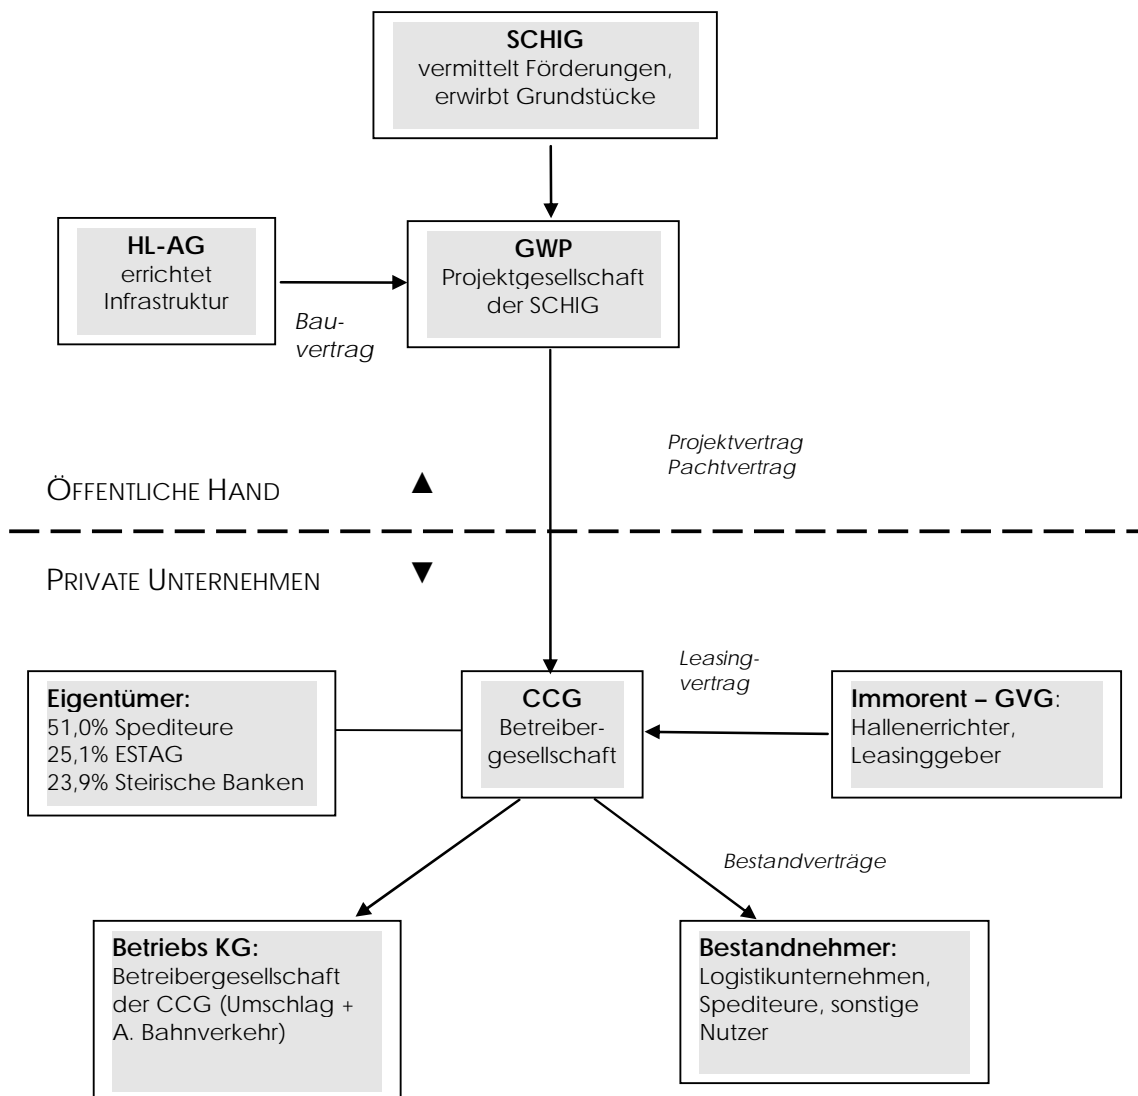 SCHIG
vermittelt Förderungen,
erwirbt Grundstücke
HL-AG
errichtet
Infrastruktur
Bau-
vertrag
GWP
Projektgesellschaft
der SCHIG
Projektvertrag
Pachtvertrag
ÖFFENTLICHE HAND
PRIVATE UNTERNEHMEN
Eigentümer:
51,0% Spediteure
25,1% ESTAG
23,9% Steirische Banken
CCG
Betreiber-
gesellschaft
Leasing-
vertrag
Immorent – GVG:
Hallenerrichter,
Leasinggeber
Bestandverträge
Betriebs KG:
Betreibergesellschaft
der CCG (Umschlag +
A. Bahnverkehr)
Bestandnehmer:
Logistikunternehmen,
Spediteure, sonstige
Nutzer